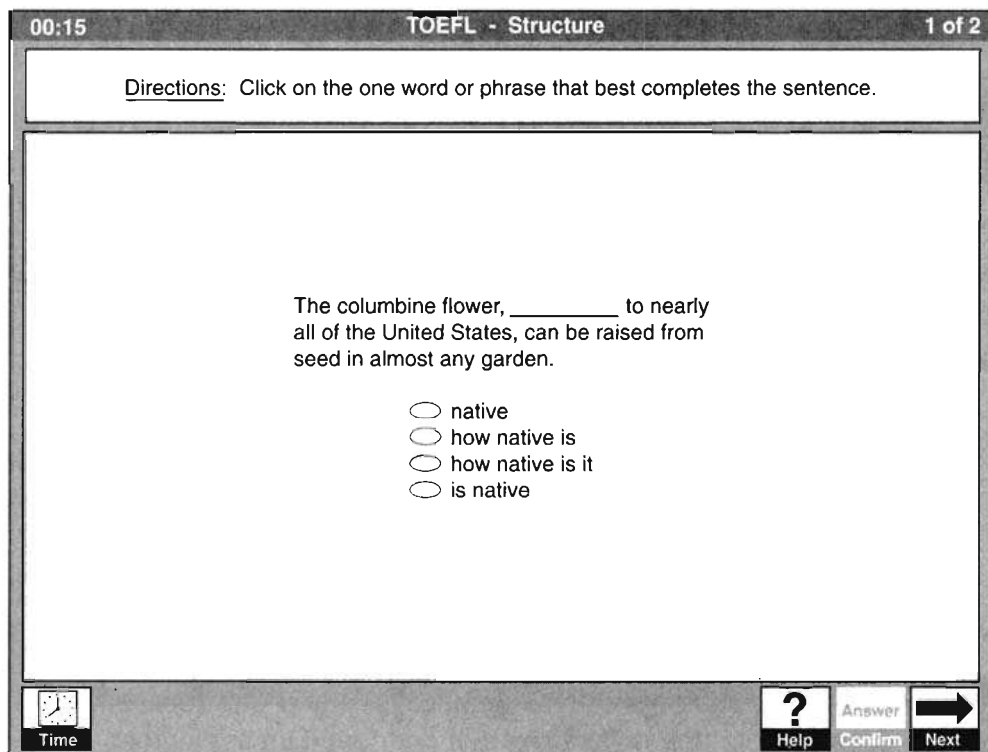 00:15 TOEFL - Structure 1 of 2
Directions: Click on the one word or phrase that best completes the sentence.
The columbine flower, __________ to nearly
all of the United States, can be raised from
seed in almost any garden.
native
how native is
how native is it
is native
Time
? Help
Answer Confirm
Next